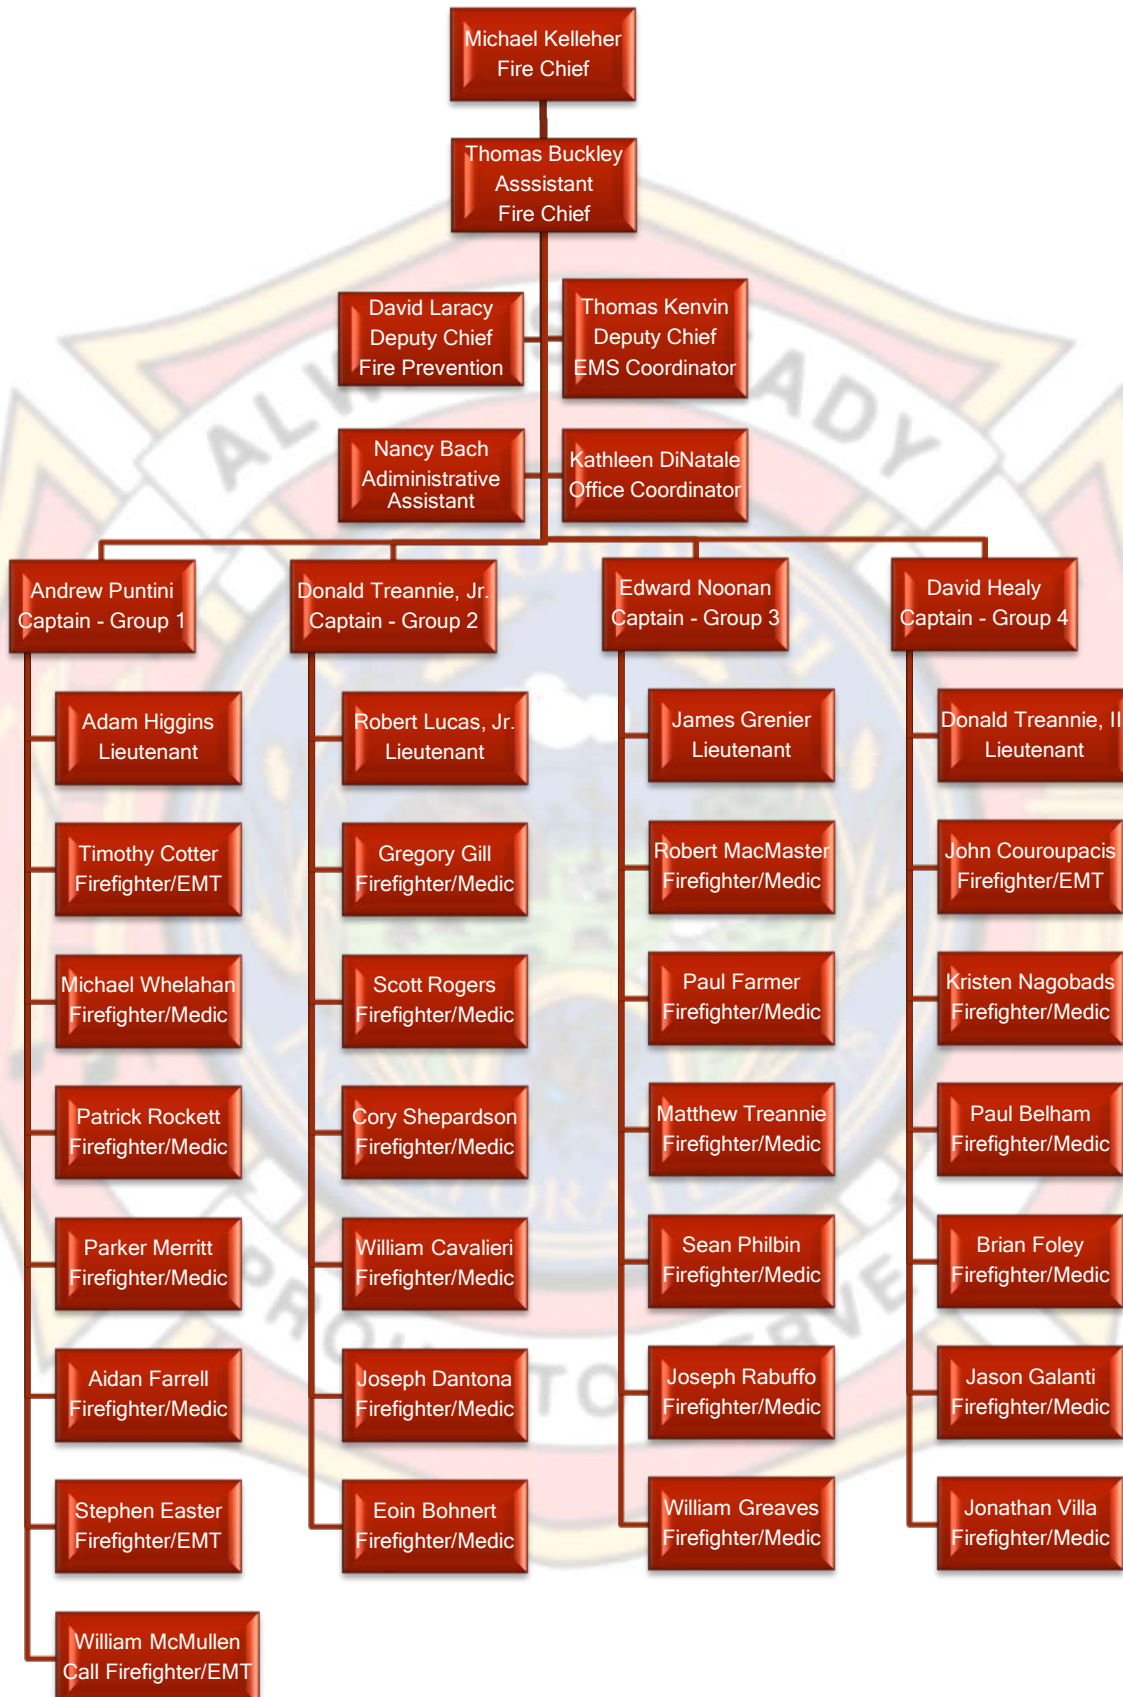 Michael Kelleher
Fire Chief
Thomas Buckley
Asssistant
Fire Chief
David Laracy
Deputy Chief
Fire Prevention
Thomas Kenvin
Deputy Chief
EMS Coordinator
Nancy Bach
Adiministrative
Assistant
Kathleen DiNatale
Office Coordinator
Andrew Puntini
Captain - Group 1
Adam Higgins
Lieutenant
Timothy Cotter
Firefighter/EMT
Michael Whelahan
Firefighter/Medic
Patrick Rockett
Firefighter/Medic
Parker Merritt
Firefighter/Medic
Aidan Farrell
Firefighter/Medic
Stephen Easter
Firefighter/EMT
William McMullen
Call Firefighter/EMT
Donald Treannie, Jr.
Captain - Group 2
Robert Lucas, Jr.
Lieutenant
Gregory Gill
Firefighter/Medic
Scott Rogers
Firefighter/Medic
Cory Shepardson
Firefighter/Medic
William Cavalieri
Firefighter/Medic
Joseph Dantona
Firefighter/Medic
Eoin Bohnert
Firefighter/Medic
Edward Noonan
Captain - Group 3
James Grenier
Lieutenant
Robert MacMaster
Firefighter/Medic
Paul Farmer
Firefighter/Medic
Matthew Treannie
Firefighter/Medic
Sean Philbin
Firefighter/Medic
Joseph Rabuffo
Firefighter/Medic
William Greaves
Firefighter/Medic
David Healy
Captain - Group 4
Donald Treannie, II
Lieutenant
John Couroupacis
Firefighter/EMT
Kristen Nagobads
Firefighter/Medic
Paul Belham
Firefighter/Medic
Brian Foley
Firefighter/Medic
Jason Galanti
Firefighter/Medic
Jonathan Villa
Firefighter/Medic
ALWAYS READY
PROUD TO SERVE